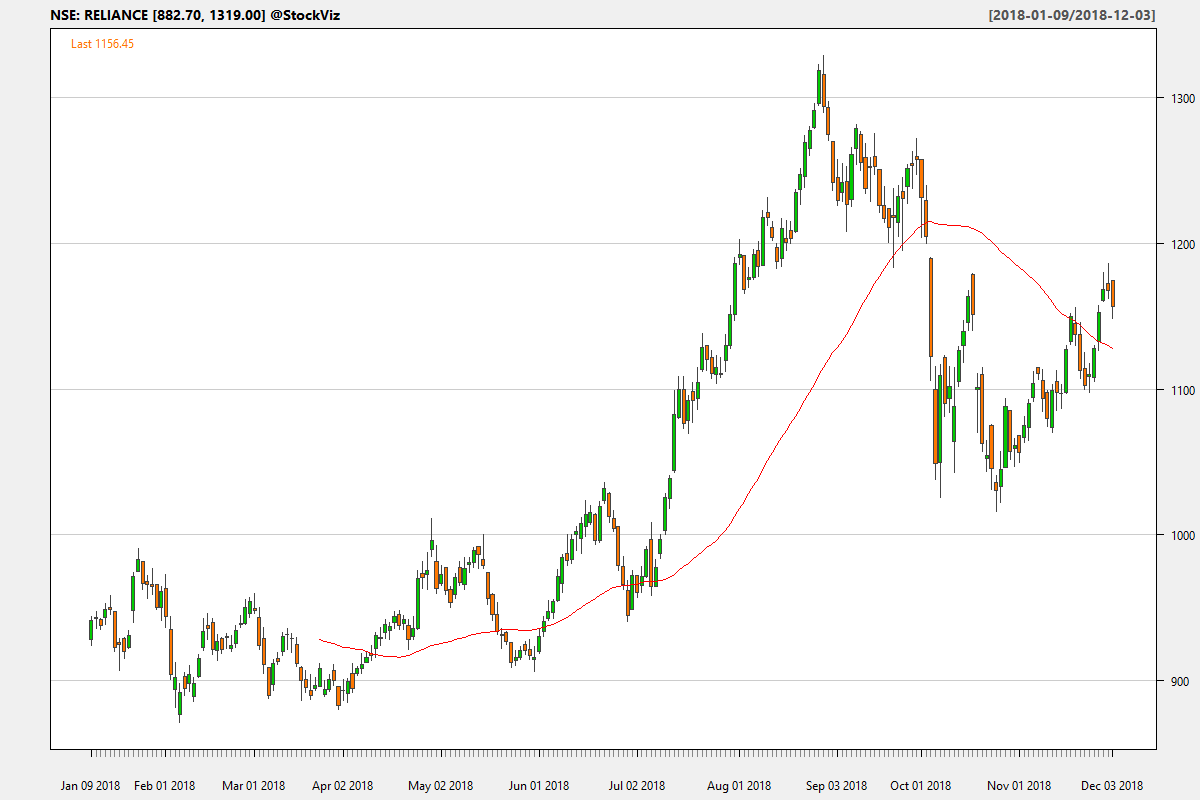 NSE: RELIANCE [882.70, 1319.00] @StockViz [2018-01-09/2018-12-03]
Last 1156.45
1300
1200
1100
1000
900
Jan 09 2018 Feb 01 2018 Mar 01 2018 Apr 02 2018 May 02 2018 Jun 01 2018 Jul 02 2018 Aug 01 2018 Sep 03 2018 Oct 01 2018 Nov 01 2018 Dec 03 2018